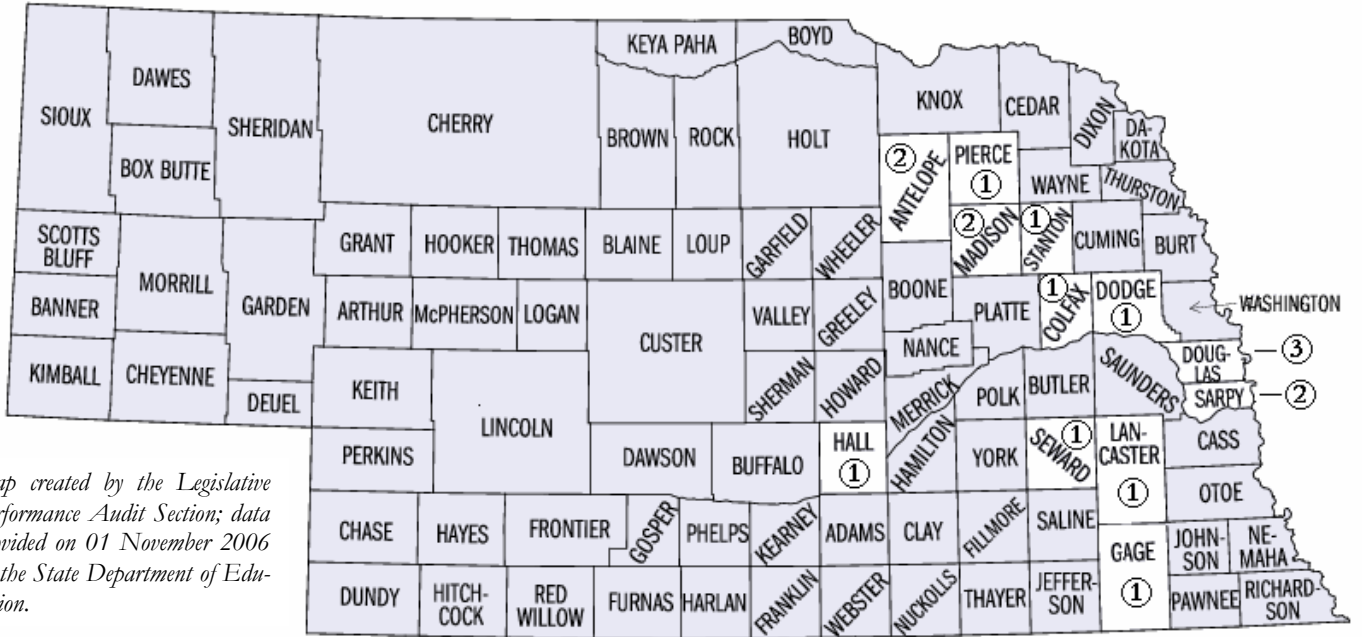 KEYA PAHA
BOYD
DAWES
SIOUX
SHERIDAN
CHERRY
BROWN
ROCK
HOLT
KNOX
CEDAR
DIXON
DA-
KOTA
BOX BUTTE
② ANTELOPE
PIERCE
①
WAYNE
THURSTON
SCOTTS
BLUFF
MORRILL
GARDEN
GRANT
HOOKER
THOMAS
BLAINE
LOUP
GARFIELD
WHEELER
② MADISON
① STANTON
CUMING
BURT
BANNER
ARTHUR
McPHERSON
LOGAN
CUSTER
VALLEY
GREELEY
BOONE
PLATTE
① COLFAX
DODGE
①
WASHINGTON
NANCE
KIMBALL
CHEYENNE
DEUEL
KEITH
LINCOLN
SHERMAN
HOWARD
MERRICK
POLK
BUTLER
SAUNDERS
DOUG-
LAS
③
SARPY
②
PERKINS
DAWSON
BUFFALO
HALL
①
HAMILTON
YORK
① SEWARD
LAN-
CASTER
①
CASS
OTOE
CHASE
HAYES
FRONTIER
GOSPER
PHELPS
KEARNEY
ADAMS
CLAY
FILLMORE
SALINE
GAGE
①
JOHN-
SON
NE-
MAHA
DUNDY
HITCH-
COCK
RED
WILLOW
FURNAS
HARLAN
FRANKLIN
WEBSTER
NUCKOLLS
THAYER
JEFFER-
SON
PAWNEE
RICHARD-
SON
created by the Legislative
Audit Section; data
on 01 November 2006
the State Department of Edu-